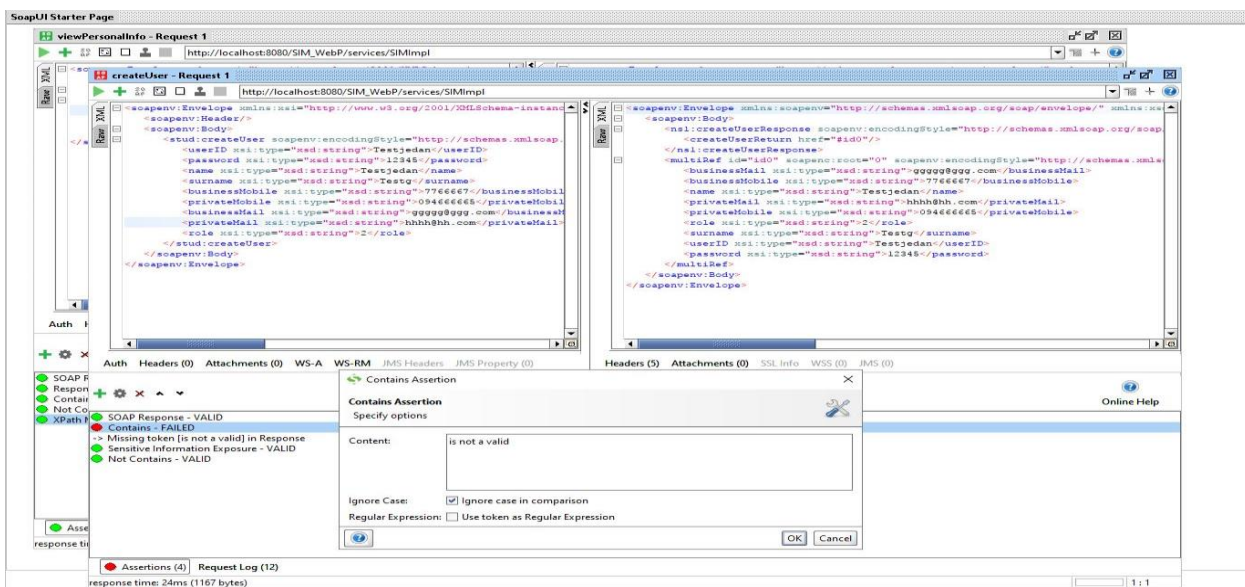 SoapUI Starter Page
viewPersonalInfo - Request 1
http://localhost:8080/SIM_WebP/services/SIMImpl
createUser - Request 1
http://localhost:8080/SIM_WebP/services/SIMImpl
XML
Raw
<soapenv:Envelope xmlns:xsi="http://www.w3.org/2001/XMLSchema-instanc
<soapenv:Header/>
<soapenv:Body>
<stud:createUser soapenv:encodingStyle="http://schemas.xmlsoap.
<userID xsi:type="xsd:string">Testjedan</userID>
<password xsi:type="xsd:string">12345</password>
<name xsi:type="xsd:string">Testjedan</name>
<surname xsi:type="xsd:string">Testg</surname>
<businessMobile xsi:type="xsd:string">7766667</businessMobil
<privateMobile xsi:type="xsd:string">094666665</privateMobil
<businessMail xsi:type="xsd:string">ggggg@ggg.com</businessM
<privateMail xsi:type="xsd:string">hhhh@hh.com</privateMail>
<role xsi:type="xsd:string">2</role>
</stud:createUser>
</soapenv:Body>
</soapenv:Envelope>
XML
Raw
<soapenv:Envelope xmlns:soapenv="http://schemas.xmlsoap.org/soap/envelope/" xmlns:xs
<soapenv:Body>
<ns1:createUserResponse soapenv:encodingStyle="http://schemas.xmlsoap.org/soap
<createUserReturn href="#id0"/>
</ns1:createUserResponse>
<multiRef id="id0" soapenc:root="0" soapenv:encodingStyle="http://schemas.xmls
<businessMail xsi:type="xsd:string">ggggg@ggg.com</businessMail>
<businessMobile xsi:type="xsd:string">7766667</businessMobile>
<name xsi:type="xsd:string">Testjedan</name>
<privateMail xsi:type="xsd:string">hhhh@hh.com</privateMail>
<privateMobile xsi:type="xsd:string">094666665</privateMobile>
<role xsi:type="xsd:string">2</role>
<surname xsi:type="xsd:string">Testg</surname>
<userID xsi:type="xsd:string">Testjedan</userID>
<password xsi:type="xsd:string">12345</password>
</multiRef>
</soapenv:Body>
</soapenv:Envelope>
XML
Raw
Auth H
SOAP R
Respon
Contain
Not Co
XPath M
Asse
response ti
Auth Headers (0) Attachments (0) WS-A WS-RM JMS Headers JMS Property (0)
Headers (5) Attachments (0) SSL Info WSS (0) JMS (0)
Online Help
SOAP Response - VALID
Contains - FAILED
-> Missing token [is not a valid] in Response
Sensitive Information Exposure - VALID
Not Contains - VALID
Contains Assertion
Contains Assertion
Specify options
Content:
is not a valid
Ignore Case: Ignore case in comparison
Regular Expression: Use token as Regular Expression
OK Cancel
Assertions (4) Request Log (12)
response time: 24ms (1167 bytes)
1 : 1